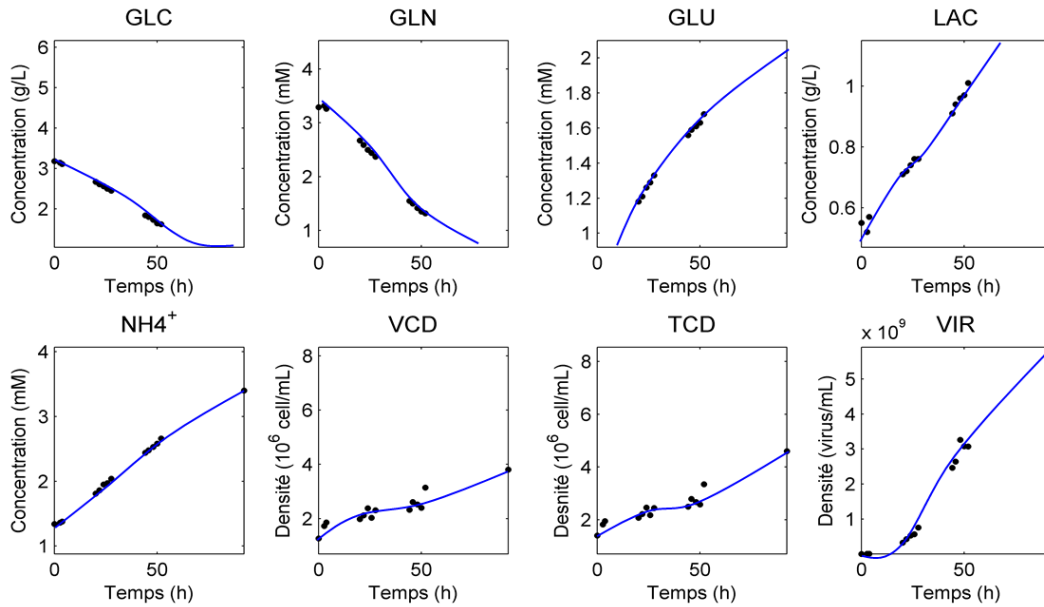 GLC
Concentration (g/L)
6
5
4
3
2
0
50
Temps (h)
GLN
Concentration (mM)
4
3
2
1
0
50
Temps (h)
GLU
Concentration (mM)
2
1.8
1.6
1.4
1.2
1
0
50
Temps (h)
LAC
Concentration (g/L)
1
0.8
0.6
0
50
Temps (h)
NH4+
Concentration (mM)
4
3
2
1
0
50
Temps (h)
VCD
Densité (10^6 cell/mL)
8
6
4
2
0
50
Temps (h)
TCD
Desnité (10^6 cell/mL)
8
6
4
2
0
50
Temps (h)
VIR
x 10^9
Densité (virus/mL)
5
4
3
2
1
0
50
Temps (h)